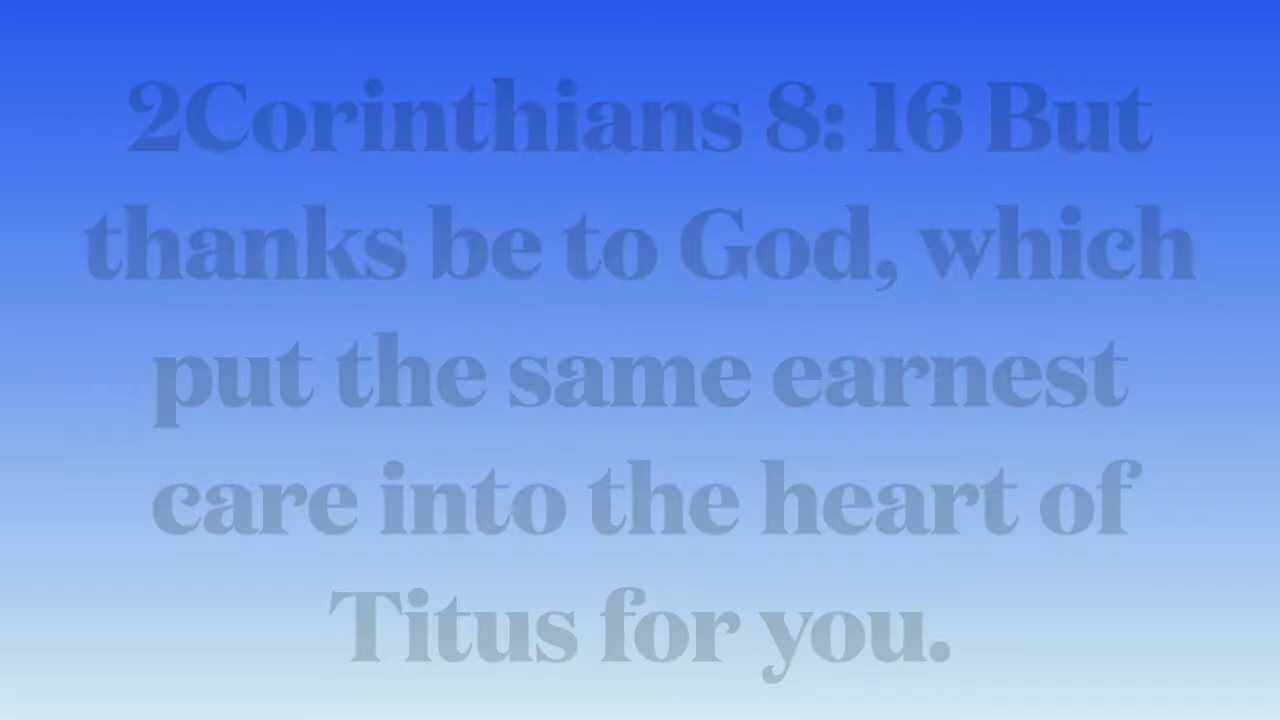 2Corinthians 8: 16 But
thanks be to God, which
put the same earnest
care into the heart of
Titus for you.